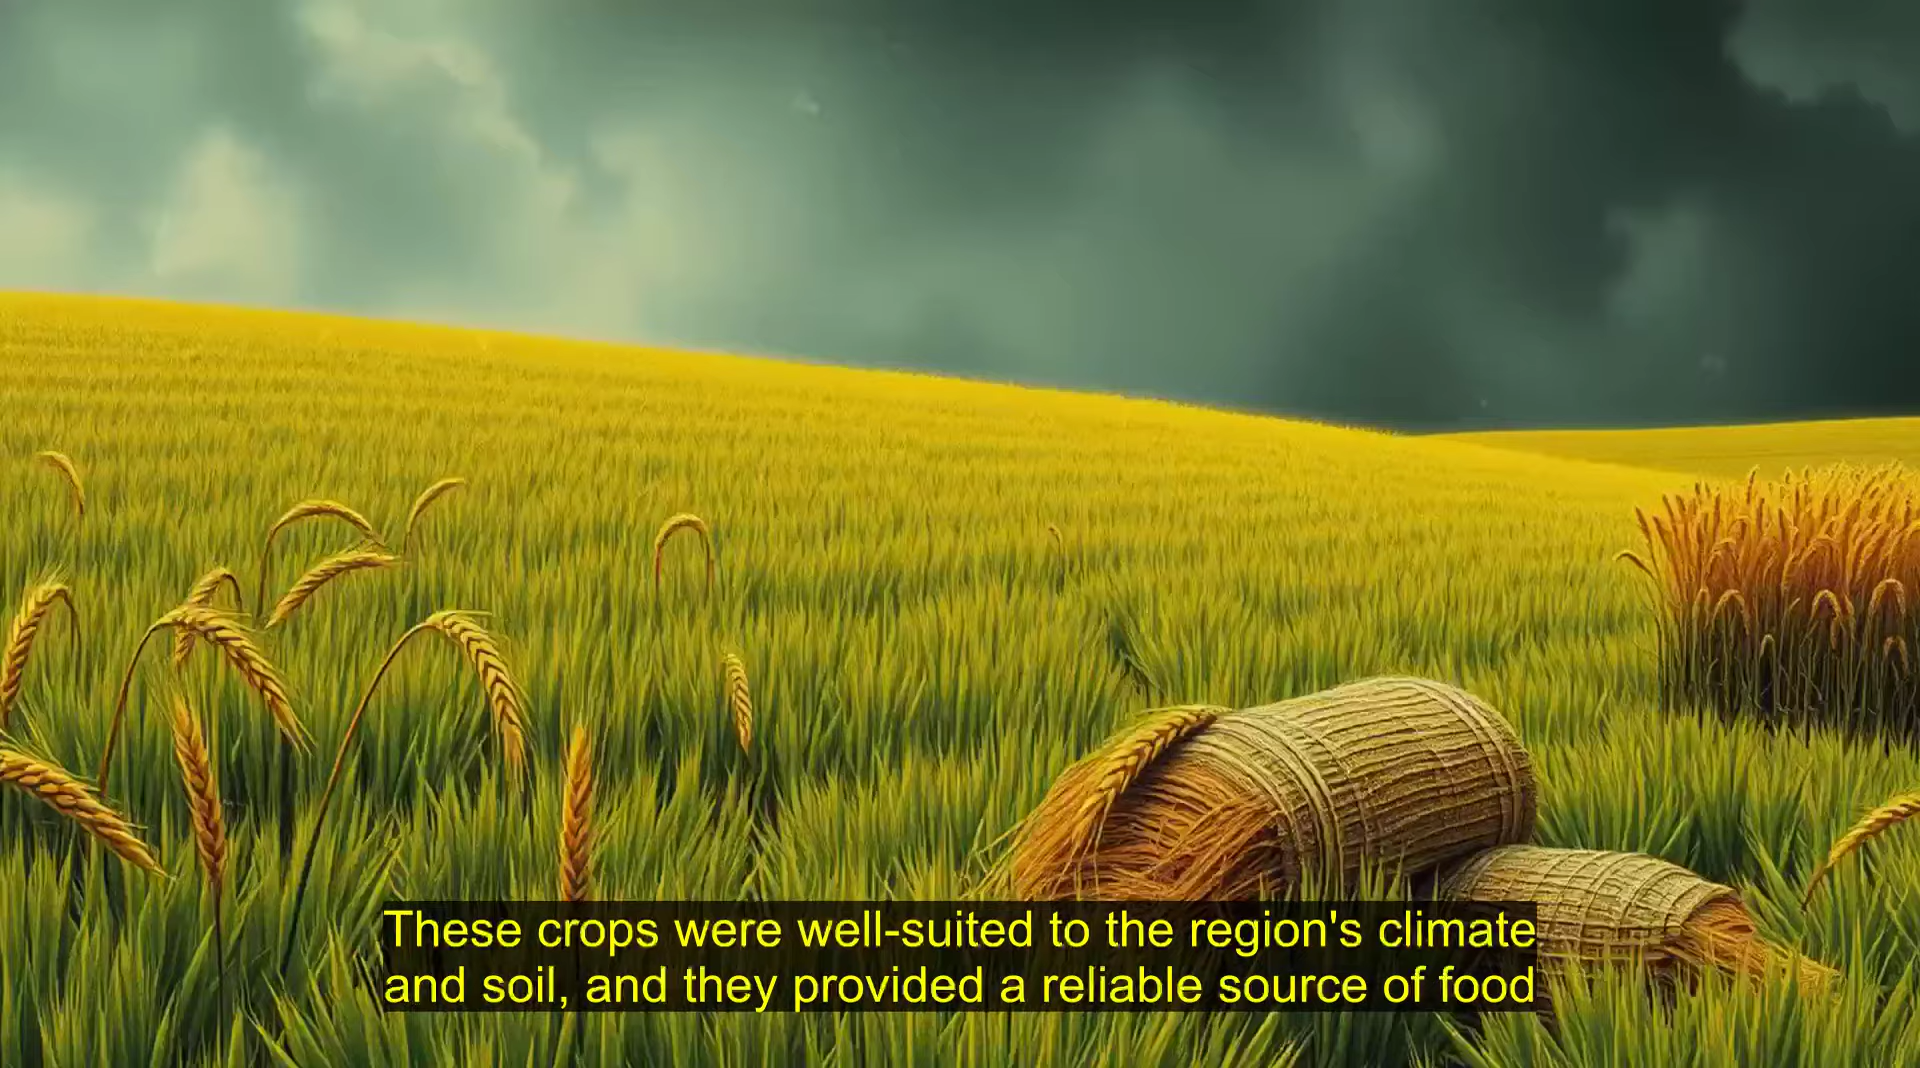 These crops were well-suited to the region's climate
and soil, and they provided a reliable source of food